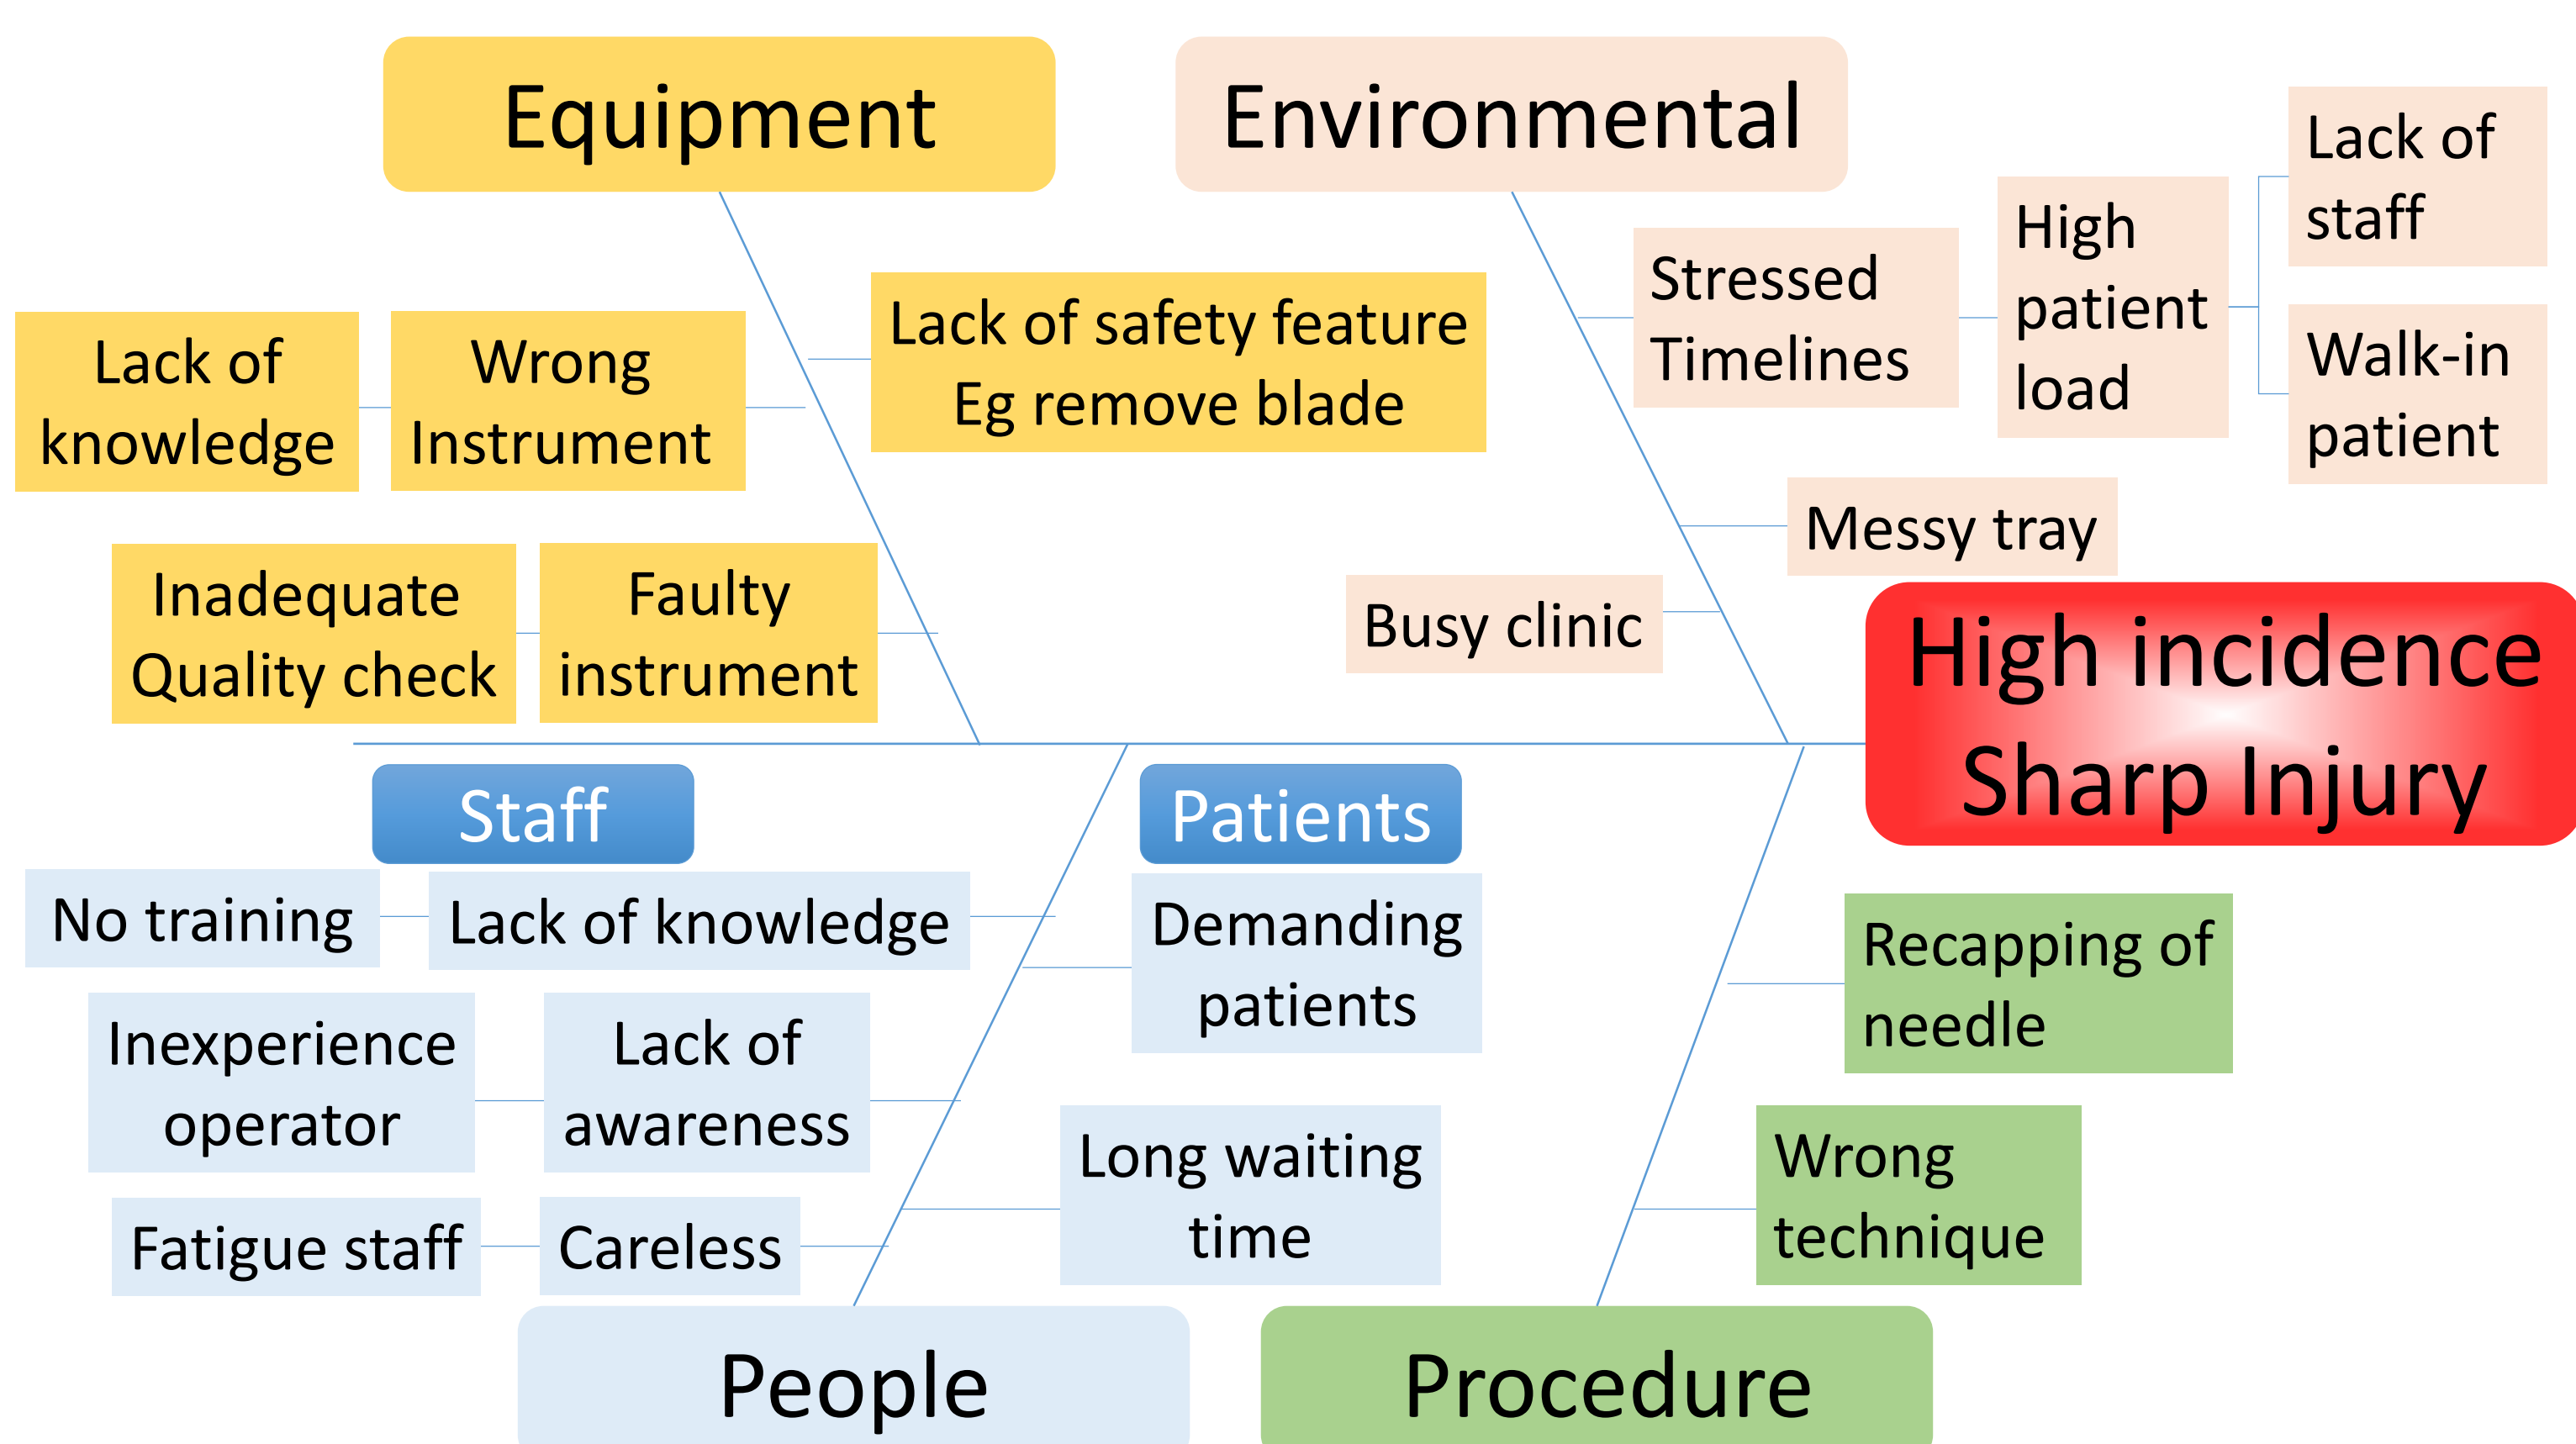 Equipment
Environmental
Lack of
staff
High
patient
load
Stressed
Timelines
Walk-in
patient
Lack of safety feature
Eg remove blade
Lack of
knowledge
Wrong
Instrument
Messy tray
Inadequate
Quality check
Faulty
instrument
Busy clinic
High incidence
Sharp Injury
Staff
Patients
No training
Lack of knowledge
Demanding
patients
Recapping of
needle
Inexperience
operator
Lack of
awareness
Long waiting
time
Wrong
technique
Fatigue staff
Careless
People
Procedure